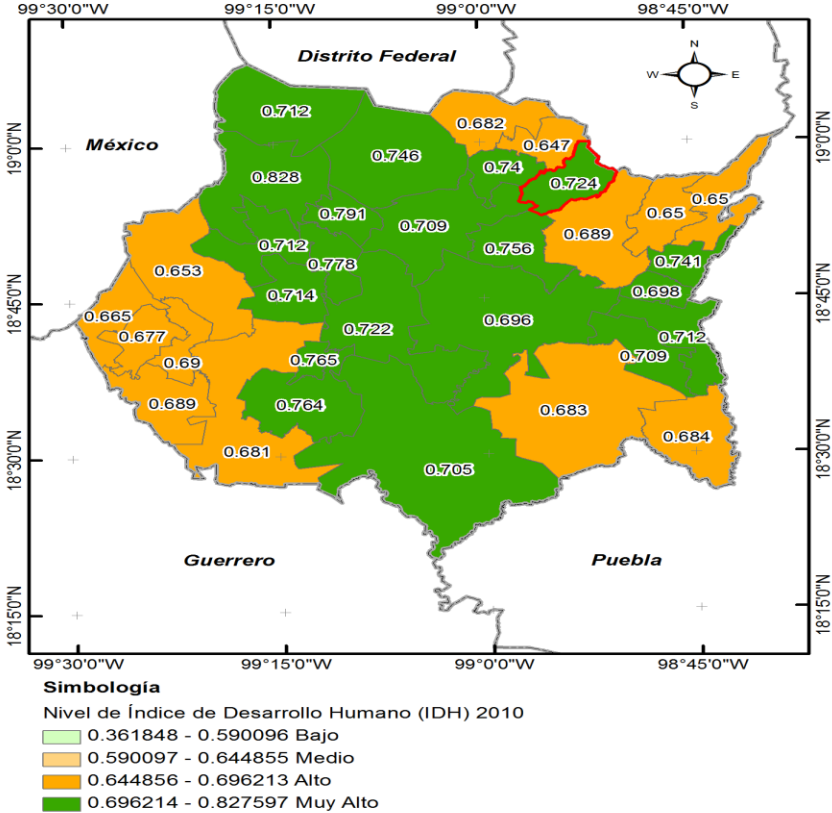 99°30'0"W 99°15'0"W 99°0'0"W 98°45'0"W
Distrito Federal
N
W E
S
México
19°0'0"N
19°0'0"N
0.712
0.682
0.647
0.746
0.74
0.724
0.828
0.65
0.65
0.791
0.709
0.689
0.712
0.756
0.741
0.778
0.653
0.698
0.714
18°45'0"N
18°45'0"N
0.665
0.677
0.722
0.696
0.712
0.709
0.69
0.765
0.689
0.764
0.683
0.684
0.681
0.705
18°30'0"N
18°30'0"N
Guerrero
Puebla
18°15'0"N
18°15'0"N
99°30'0"W 99°15'0"W 99°0'0"W 98°45'0"W
Simbología
Nivel de Índice de Desarrollo Humano (IDH) 2010
0.361848 - 0.590096 Bajo
0.590097 - 0.644855 Medio
0.644856 - 0.696213 Alto
0.696214 - 0.827597 Muy Alto